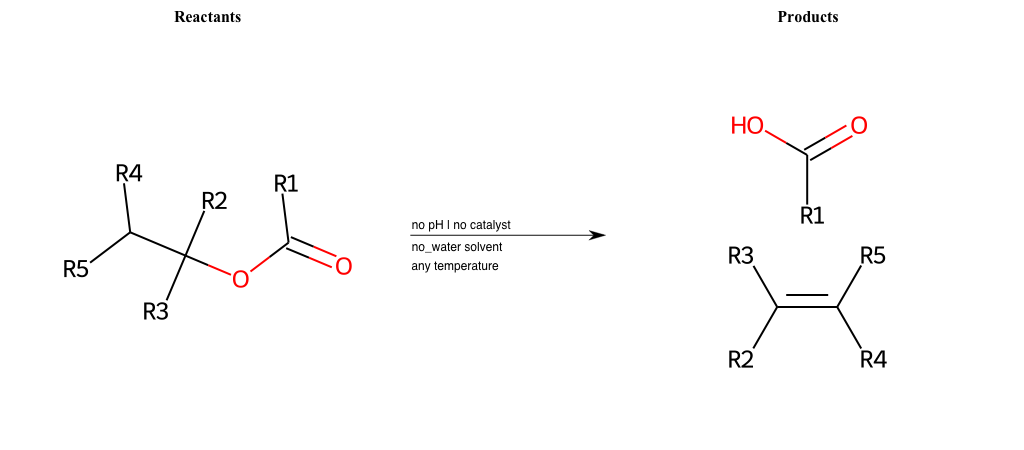 Reactants
Products
R4
R5
R2
R3
O
R1
O
no pH | no catalyst
no_water solvent
any temperature
HO
O
R1
R3
R5
R2
R4